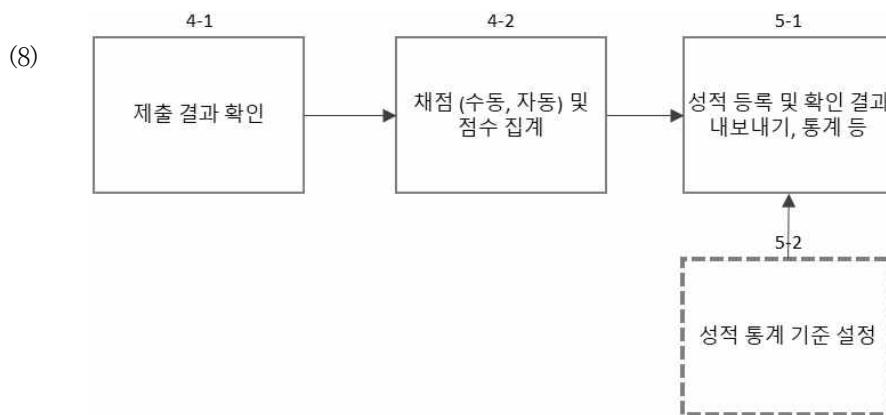 (8)
4-1
4-2
5-1
제출 결과 확인
채점 (수동, 자동) 및
점수 집계
성적 등록 및 확인 결과
내보내기, 통계 등
5-2
성적 통계 기준 설정